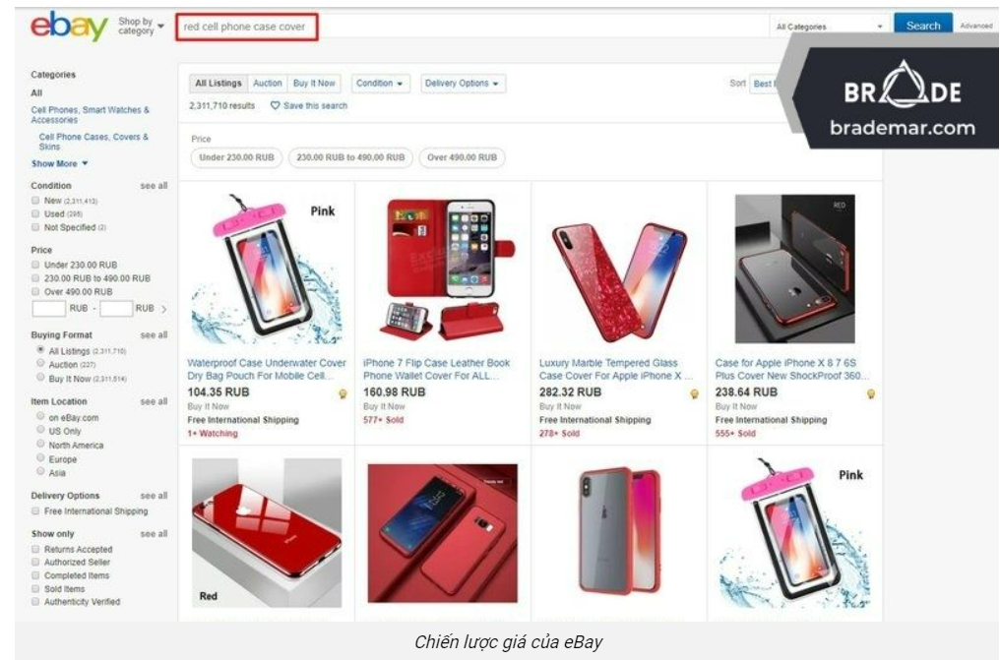 ebay
Shop by category
red cell phone case cover
All Categories
Search
Advanced
BRADE
brademar.com
Categories
All
Cell Phones, Smart Watches &
Accessories
Cell Phone Cases, Covers &
Skins
Show More
Condition see all
New (2,311,413)
Used (295)
Not Specified (2)
Price
Under 230.00 RUB
230.00 RUB to 490.00 RUB
Over 490.00 RUB
RUB - RUB
Buying Format see all
All Listings (2,311,710)
Auction (227)
Buy It Now (2,311,514)
Item Location see all
on eBay.com
US Only
North America
Europe
Asia
Delivery Options see all
Free International Shipping
Show only see all
Returns Accepted
Authorized Seller
Completed Items
Sold Items
Authenticity Verified
All Listings Auction Buy It Now Condition Delivery Options Sort Best
2,311,710 results Save this search
Price
Under 230.00 RUB 230.00 RUB to 490.00 RUB Over 490.00 RUB
Pink
Waterproof Case Underwater Cover
Dry Bag Pouch For Mobile Cell...
104.35 RUB
Buy It Now
Free International Shipping
1+ Watching
iPhone 7 Flip Case Leather Book
Phone Wallet Cover For ALL...
160.98 RUB
Buy It Now
577+ Sold
Luxury Marble Tempered Glass
Case Cover For Apple iPhone X ...
282.32 RUB
Buy It Now
Free International Shipping
278+ Sold
RED
Case for Apple iPhone X 8 7 6S
Plus Cover New ShockProof 360...
238.64 RUB
Buy It Now
Free International Shipping
555+ Sold
Red
Pink
Chiến lược giá của eBay